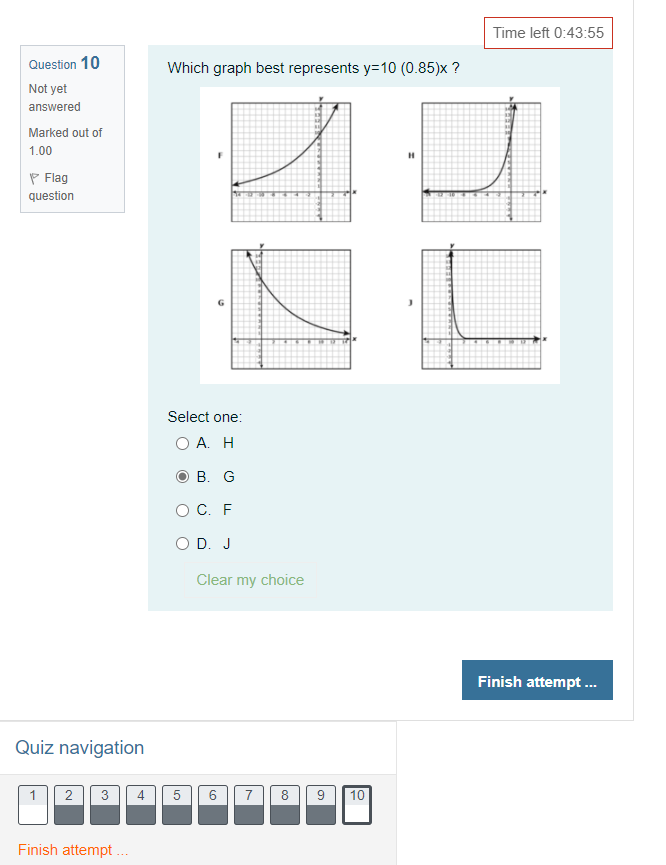 Time left 0:43:55
Question 10
Not yet
answered
Marked out of
1.00
Flag
question
Which graph best represents y=10 (0.85)x ?
F
H
G
J
Select one:
A. H
B. G
C. F
D. J
Clear my choice
Finish attempt ...
Quiz navigation
1 2 3 4 5 6 7 8 9 10
Finish attempt ...